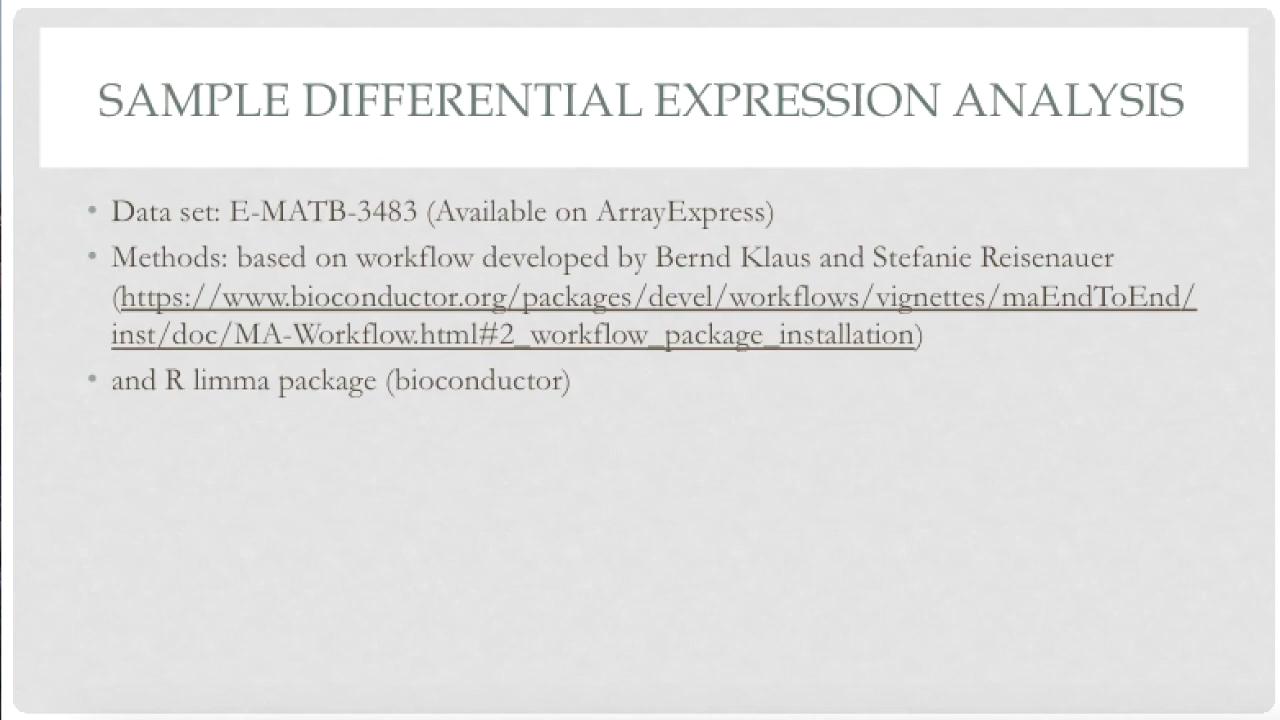 SAMPLE DIFFERENTIAL EXPRESSION ANALYSIS
• Data set: E-MATB-3483 (Available on ArrayExpress)
• Methods: based on workflow developed by Bernd Klaus and Stefanie Reisenauer
(https://www.bioconductor.org/packages/devel/workflows/vignettes/maEndToEnd/
inst/doc/MA-Workflow.html#2_workflow_package_installation)
• and R limma package (bioconductor)